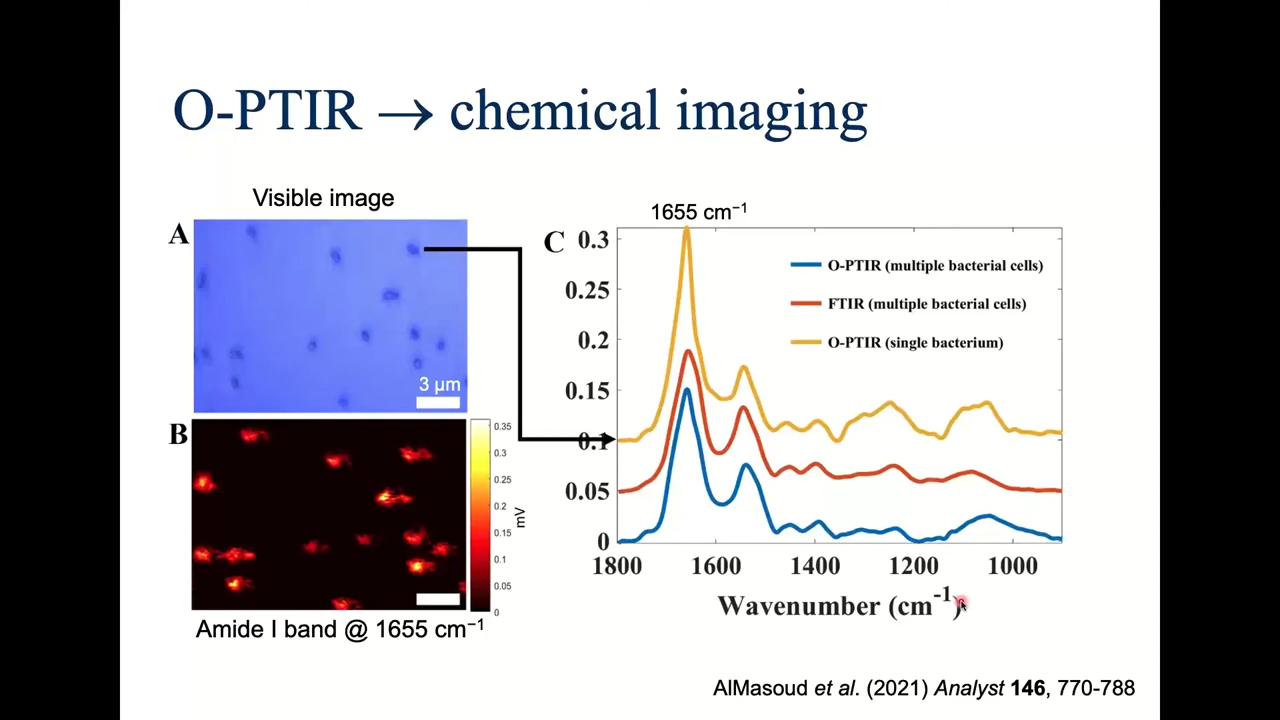 O-PTIR → chemical imaging
Visible image
A
3 µm
B
0.35
0.3
0.25
0.2
0.15
0.1
0.05
0
mV
Amide I band @ 1655 cm⁻¹
1655 cm⁻¹
C
0.3
0.25
0.2
0.15
0.1
0.05
0
O-PTIR (multiple bacterial cells)
FTIR (multiple bacterial cells)
O-PTIR (single bacterium)
1800 1600 1400 1200 1000
Wavenumber (cm⁻¹)
AlMasoud et al. (2021) Analyst 146, 770-788